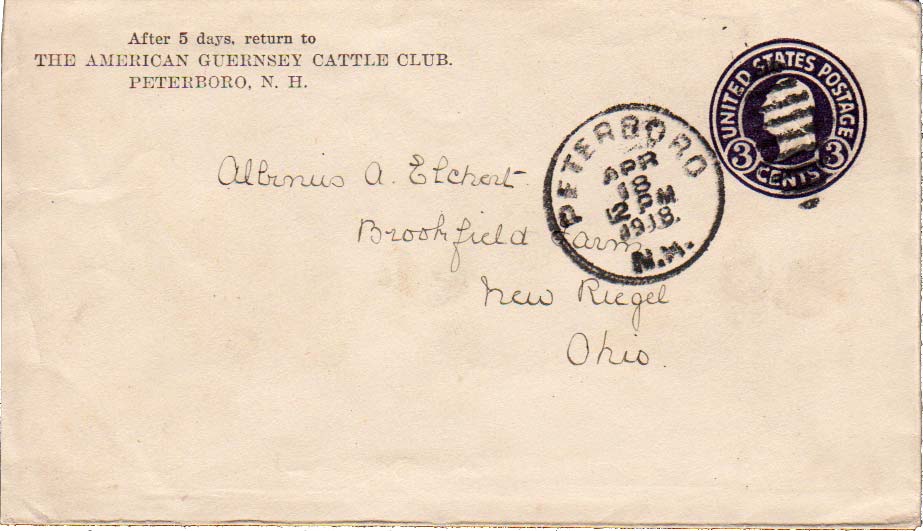 After 5 days, return to
THE AMERICAN GUERNSEY CATTLE CLUB.
PETERBORO, N. H.
UNITED STATES POSTAGE
3 CENTS 3
PETERBORO
APR
18
PM
1918.
N.H.
Albinus A. Elchert
Brookfield Farm
New Riegel
Ohio.